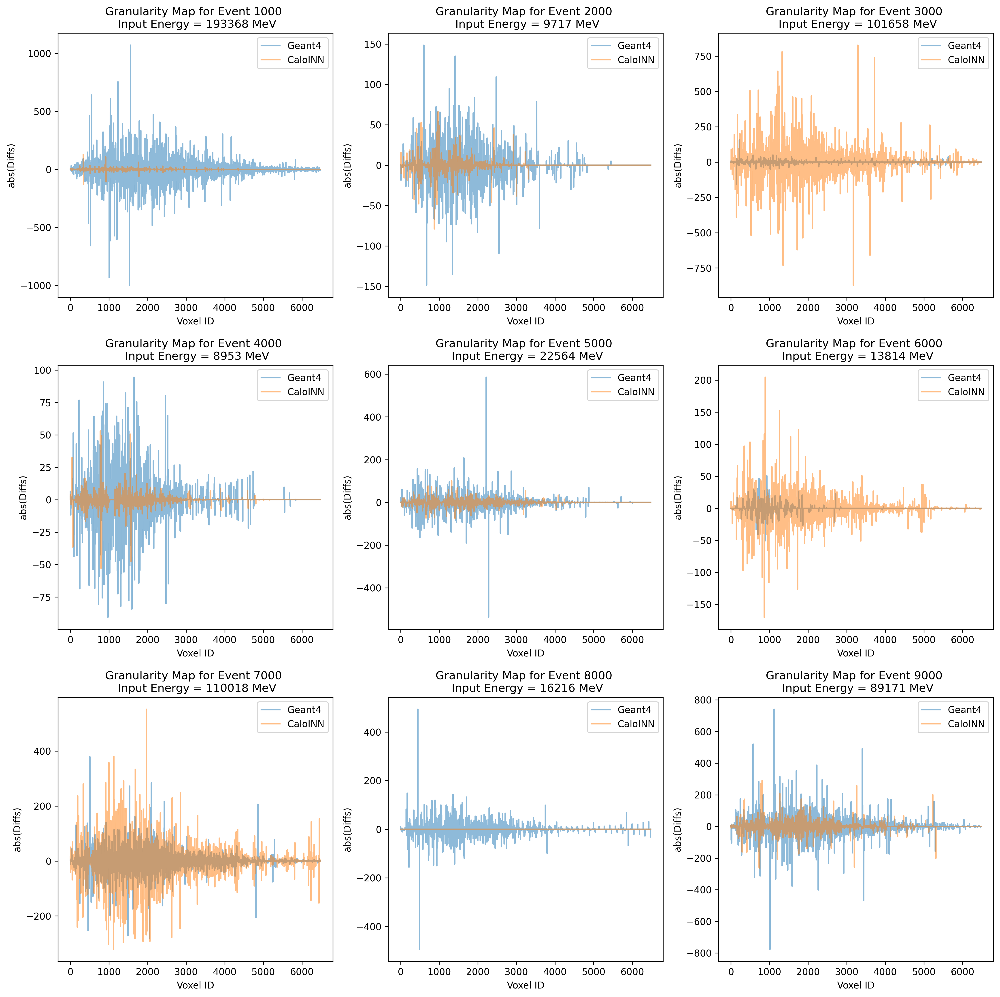 Granularity Map for Event 1000
Input Energy = 193368 MeV
Geant4
CaloINN
1000
500
0
−500
−1000
abs(Diffs)
0 1000 2000 3000 4000 5000 6000
Voxel ID
Granularity Map for Event 2000
Input Energy = 9717 MeV
Geant4
CaloINN
150
100
50
0
−50
−100
−150
abs(Diffs)
0 1000 2000 3000 4000 5000 6000
Voxel ID
Granularity Map for Event 3000
Input Energy = 101658 MeV
Geant4
CaloINN
750
500
250
0
−250
−500
−750
abs(Diffs)
0 1000 2000 3000 4000 5000 6000
Voxel ID
Granularity Map for Event 4000
Input Energy = 8953 MeV
Geant4
CaloINN
100
75
50
25
0
−25
−50
−75
abs(Diffs)
0 1000 2000 3000 4000 5000 6000
Voxel ID
Granularity Map for Event 5000
Input Energy = 22564 MeV
Geant4
CaloINN
600
400
200
0
−200
−400
abs(Diffs)
0 1000 2000 3000 4000 5000 6000
Voxel ID
Granularity Map for Event 6000
Input Energy = 13814 MeV
Geant4
CaloINN
200
150
100
50
0
−50
−100
−150
abs(Diffs)
0 1000 2000 3000 4000 5000 6000
Voxel ID
Granularity Map for Event 7000
Input Energy = 110018 MeV
Geant4
CaloINN
400
200
0
−200
abs(Diffs)
0 1000 2000 3000 4000 5000 6000
Voxel ID
Granularity Map for Event 8000
Input Energy = 16216 MeV
Geant4
CaloINN
400
200
0
−200
−400
abs(Diffs)
0 1000 2000 3000 4000 5000 6000
Voxel ID
Granularity Map for Event 9000
Input Energy = 89171 MeV
Geant4
CaloINN
800
600
400
200
0
−200
−400
−600
−800
abs(Diffs)
0 1000 2000 3000 4000 5000 6000
Voxel ID